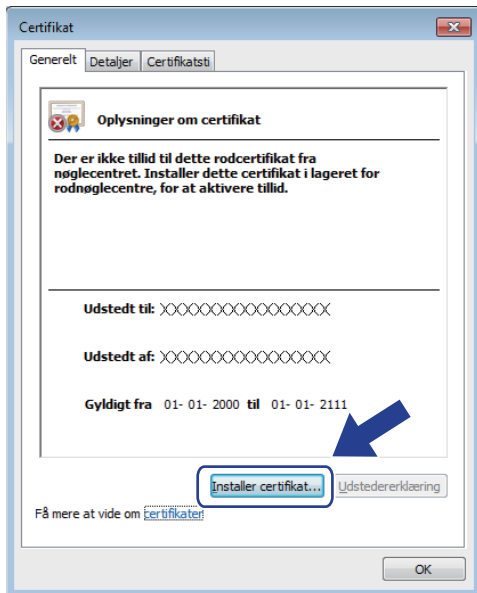 Certifikat
Generelt Detaljer Certifikatsti
Oplysninger om certifikat
Der er ikke tillid til dette rodcertifikat fra
nøglecentret. Installer dette certifikat i lageret for
rodnøglecentre, for at aktivere tillid.
Udstedt til: XXXXXXXXXXXXXXXXX
Udstedt af: XXXXXXXXXXXXXXXXX
Gyldigt fra 01- 01- 2000 til 01- 01- 2111
Installer certifikat... Udstedererklæring
Få mere at vide om certifikater
OK